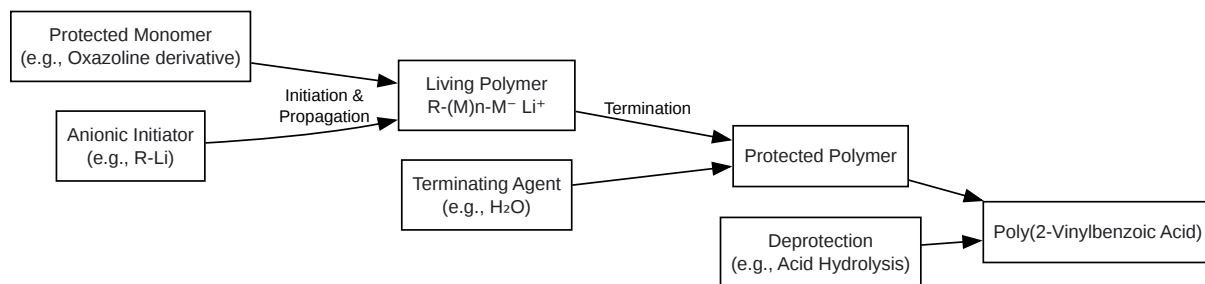 Protected Monomer
(e.g., Oxazoline derivative)
Anionic Initiator
(e.g., R-Li)
Initiation &
Propagation
Living Polymer
R-(M)n-M⁻ Li⁺
Termination
Terminating Agent
(e.g., H₂O)
Protected Polymer
Deprotection
(e.g., Acid Hydrolysis)
Poly(2-Vinylbenzoic Acid)